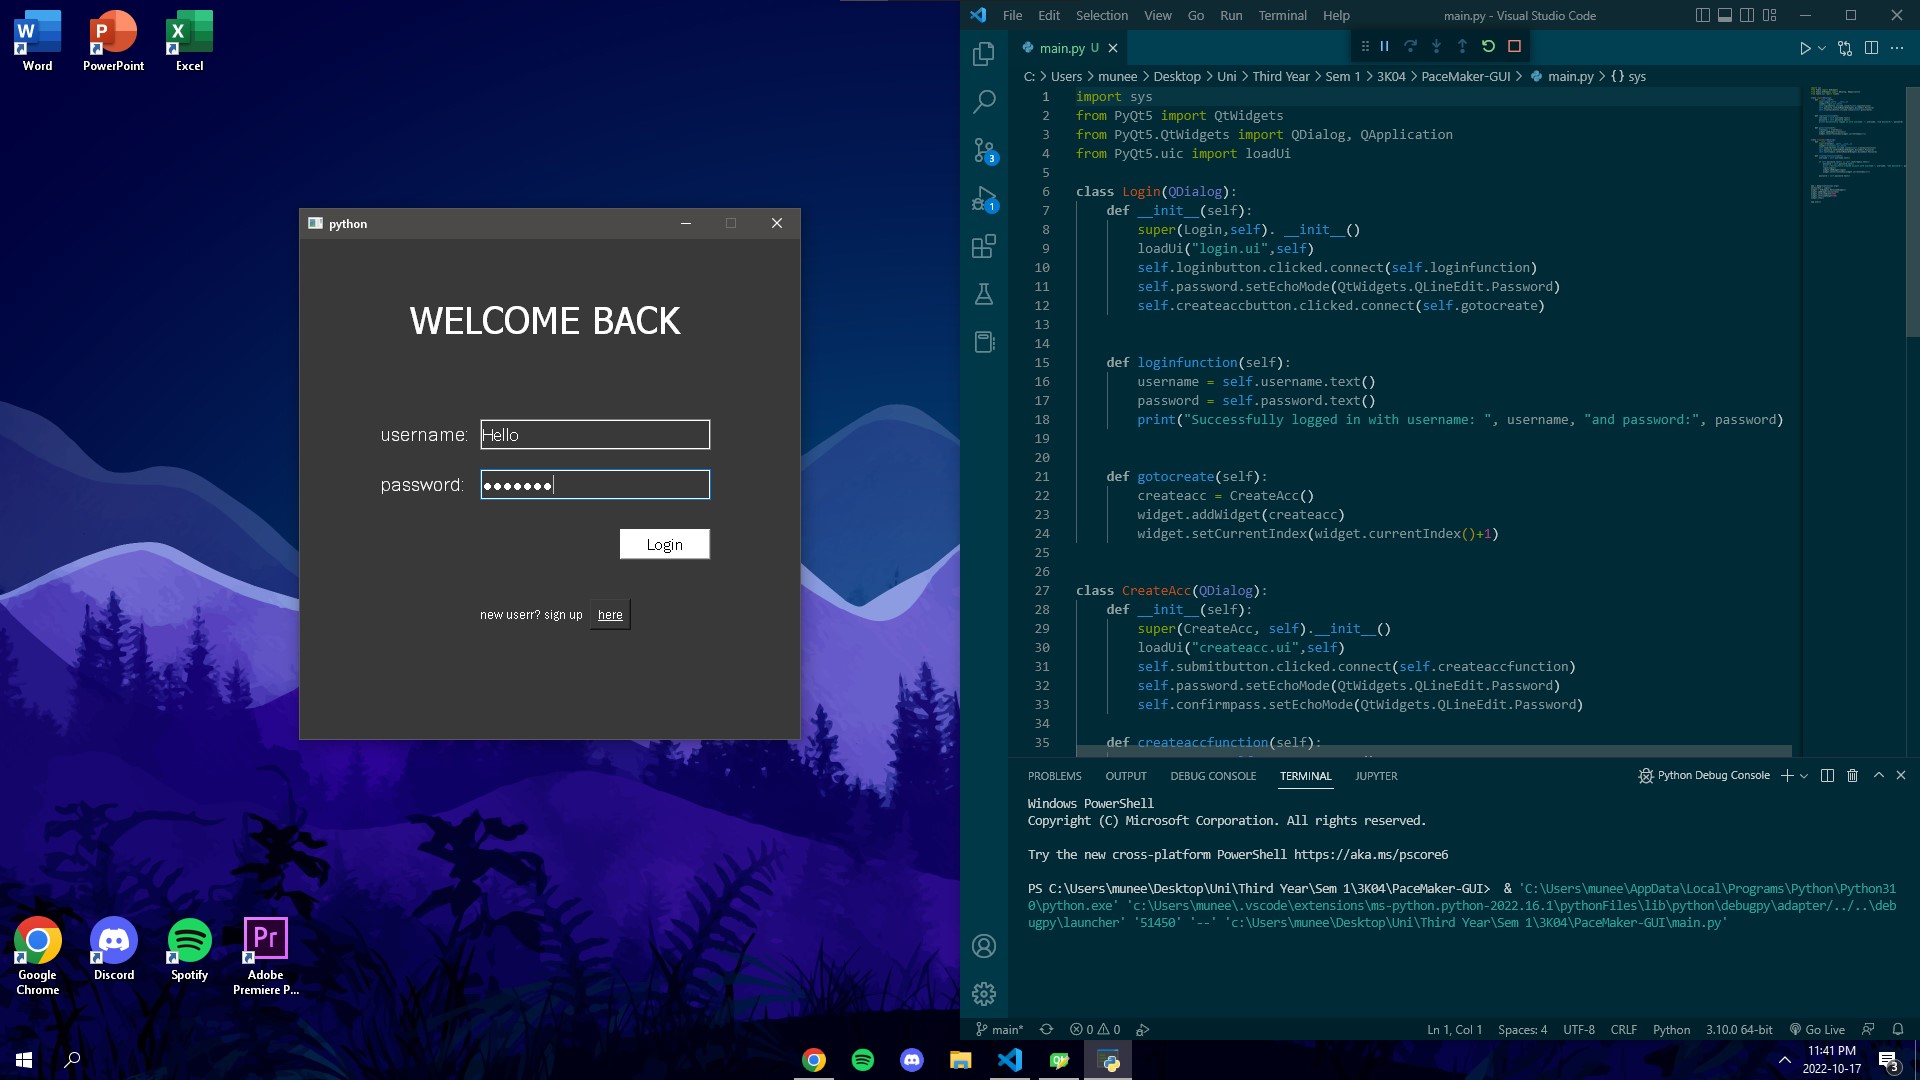 Word
PowerPoint
Excel
python
WELCOME BACK
username: Hello
password:
Login
new userr? sign up here
Google Chrome
Discord
Spotify
Adobe Premiere P...
File Edit Selection View Go Run Terminal Help
main.py - Visual Studio Code
main.py U
C: > Users > munee > Desktop > Uni > Third Year > Sem 1 > 3K04 > PaceMaker-GUI > main.py > {} sys
1 import sys
2 from PyQt5 import QtWidgets
3 from PyQt5.QtWidgets import QDialog, QApplication
4 from PyQt5.uic import loadUi
5
6 class Login(QDialog):
7 def __init__(self):
8 super(Login,self). __init__()
9 loadUi("login.ui",self)
10 self.loginbutton.clicked.connect(self.loginfunction)
11 self.password.setEchoMode(QtWidgets.QLineEdit.Password)
12 self.createaccbutton.clicked.connect(self.gotocreate)
13
14
15 def loginfunction(self):
16 username = self.username.text()
17 password = self.password.text()
18 print("Successfully logged in with username: ", username, "and password:", password)
19
20
21 def gotocreate(self):
22 createacc = CreateAcc()
23 widget.addWidget(createacc)
24 widget.setCurrentIndex(widget.currentIndex()+1)
25
26
27 class CreateAcc(QDialog):
28 def __init__(self):
29 super(CreateAcc, self).__init__()
30 loadUi("createacc.ui",self)
31 self.submitbutton.clicked.connect(self.createaccfunction)
32 self.password.setEchoMode(QtWidgets.QLineEdit.Password)
33 self.confirmpass.setEchoMode(QtWidgets.QLineEdit.Password)
34
35 def createaccfunction(self):
3
1
PROBLEMS OUTPUT DEBUG CONSOLE TERMINAL JUPYTER
Python Debug Console
Windows PowerShell
Copyright (C) Microsoft Corporation. All rights reserved.
Try the new cross-platform PowerShell https://aka.ms/pscore6
PS C:\Users\munee\Desktop\Uni\Third Year\Sem 1\3K04\PaceMaker-GUI>  & 'C:\Users\munee\AppData\Local\Programs\Python\Python31
0\python.exe' 'c:\Users\munee\.vscode\extensions\ms-python.python-2022.16.1\pythonFiles\lib\python\debugpy\adapter/../..\deb
ugpy\launcher' '51450' '--' 'c:\Users\munee\Desktop\Uni\Third Year\Sem 1\3K04\PaceMaker-GUI\main.py'
main* 0 0
Ln 1, Col 1 Spaces: 4 UTF-8 CRLF Python 3.10.0 64-bit Go Live
11:41 PM
2022-10-17
3